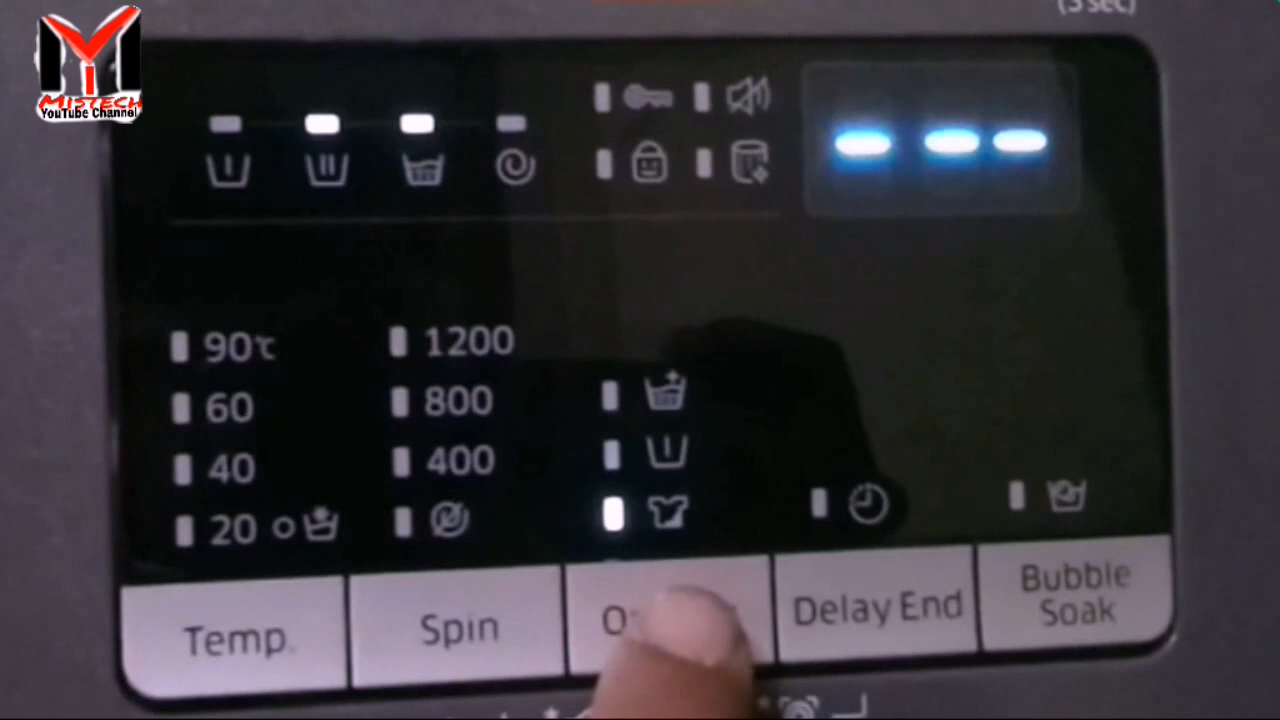 (3 sec)
MISTECH
YouTube Channel
90℃
60
40
20
1200
800
400
Temp.
Spin
Delay End
Bubble
Soak